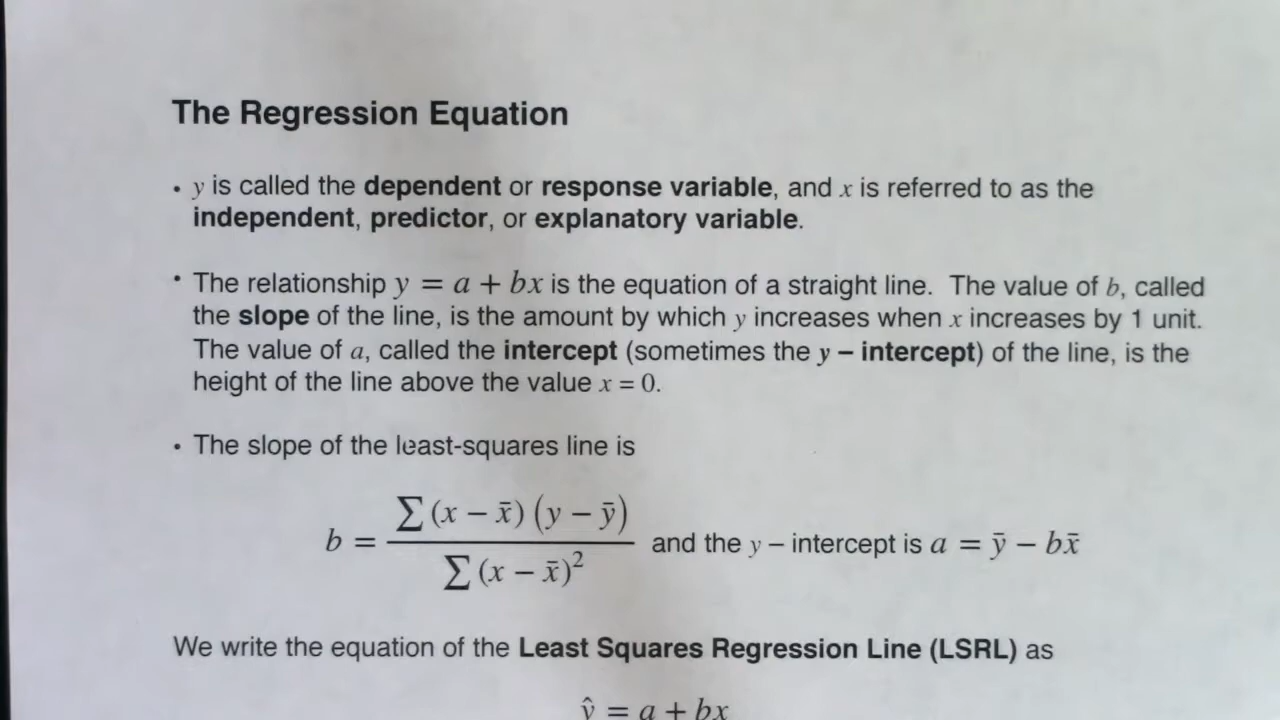 The Regression Equation
• y is called the dependent or response variable, and x is referred to as the
independent, predictor, or explanatory variable.
• The relationship y = a + bx is the equation of a straight line. The value of b, called
the slope of the line, is the amount by which y increases when x increases by 1 unit.
The value of a, called the intercept (sometimes the y – intercept) of the line, is the
height of the line above the value x = 0.
• The slope of the least-squares line is
b = ∑(x − x̄)(y − ȳ) / ∑(x − x̄)² and the y – intercept is a = ȳ − bx̄
We write the equation of the Least Squares Regression Line (LSRL) as
ŷ = a + bx